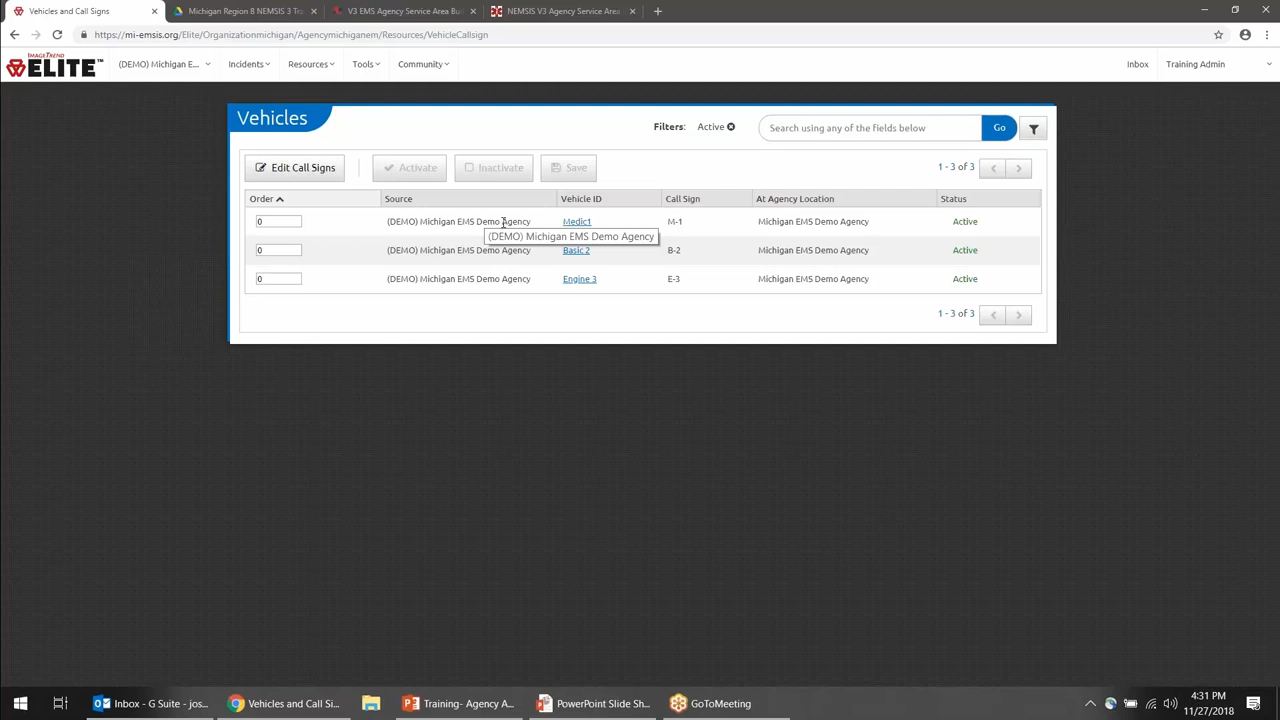 Vehicles and Call Signs
Michigan Region 8 NEMSIS 3 Tra
V3 EMS Agency Service Area Bu
NEMSIS V3 Agency Service Area
https://mi-emsis.org/Elite/Organizationmichigan/Agencymichiganem/Resources/VehicleCallsign
IMAGETREND
ELITE™
(DEMO) Michigan E...
Incidents
Resources
Tools
Community
Inbox
Training Admin
Vehicles
Filters:
Active
Search using any of the fields below
Go
Edit Call Signs
Activate
Inactivate
Save
1 - 3 of 3
Order
Source
Vehicle ID
Call Sign
At Agency Location
Status
0 (DEMO) Michigan EMS Demo Agency Medic1 M-1 Michigan EMS Demo Agency Active
(DEMO) Michigan EMS Demo Agency
0 (DEMO) Michigan EMS Demo Agency Basic 2 B-2 Michigan EMS Demo Agency Active
0 (DEMO) Michigan EMS Demo Agency Engine 3 E-3 Michigan EMS Demo Agency Active
1 - 3 of 3
Inbox - G Suite - jos...
Vehicles and Call Si...
Training- Agency A...
PowerPoint Slide Sh...
GoToMeeting
4:31 PM
11/27/2018